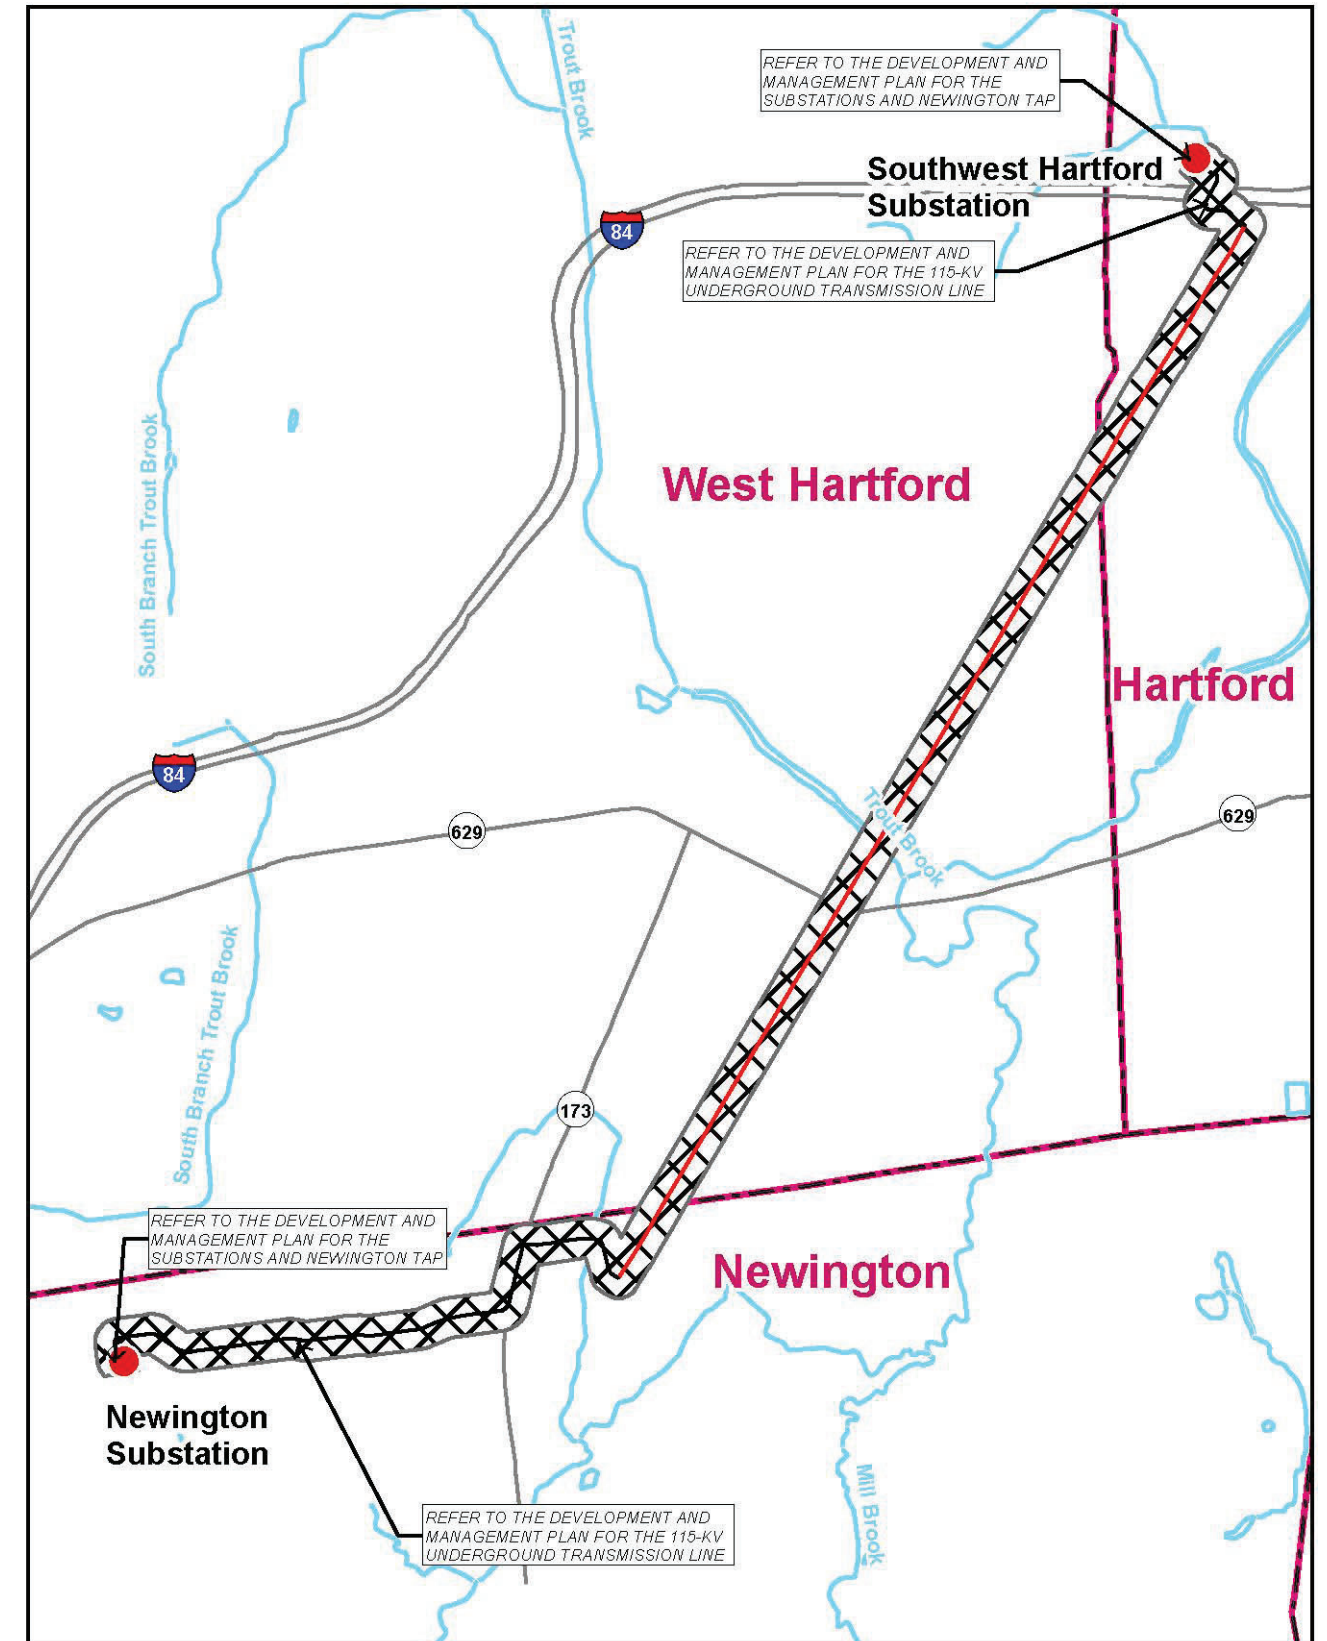 Trout Brook
REFER TO THE DEVELOPMENT AND
MANAGEMENT PLAN FOR THE
SUBSTATIONS AND NEWINGTON TAP
Southwest Hartford
Substation
84
REFER TO THE DEVELOPMENT AND
MANAGEMENT PLAN FOR THE 115-KV
UNDERGROUND TRANSMISSION LINE
South Branch Trout Brook
West Hartford
Hartford
84
629
Trout Brook
629
South Branch Trout Brook
173
REFER TO THE DEVELOPMENT AND
MANAGEMENT PLAN FOR THE
SUBSTATIONS AND NEWINGTON TAP
Newington
Newington
Substation
Mill Brook
REFER TO THE DEVELOPMENT AND
MANAGEMENT PLAN FOR THE 115-KV
UNDERGROUND TRANSMISSION LINE